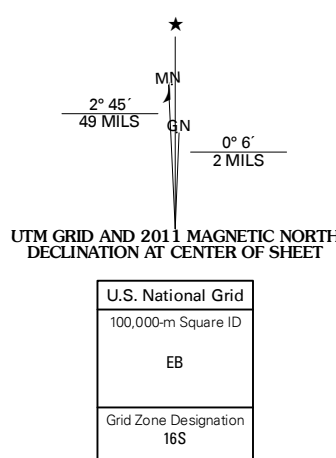 ★
MN
2° 45´
49 MILS
GN
0° 6´
2 MILS
UTM GRID AND 2011 MAGNETIC NORTH
DECLINATION AT CENTER OF SHEET
U.S. National Grid
100,000-m Square ID
EB
Grid Zone Designation
16S